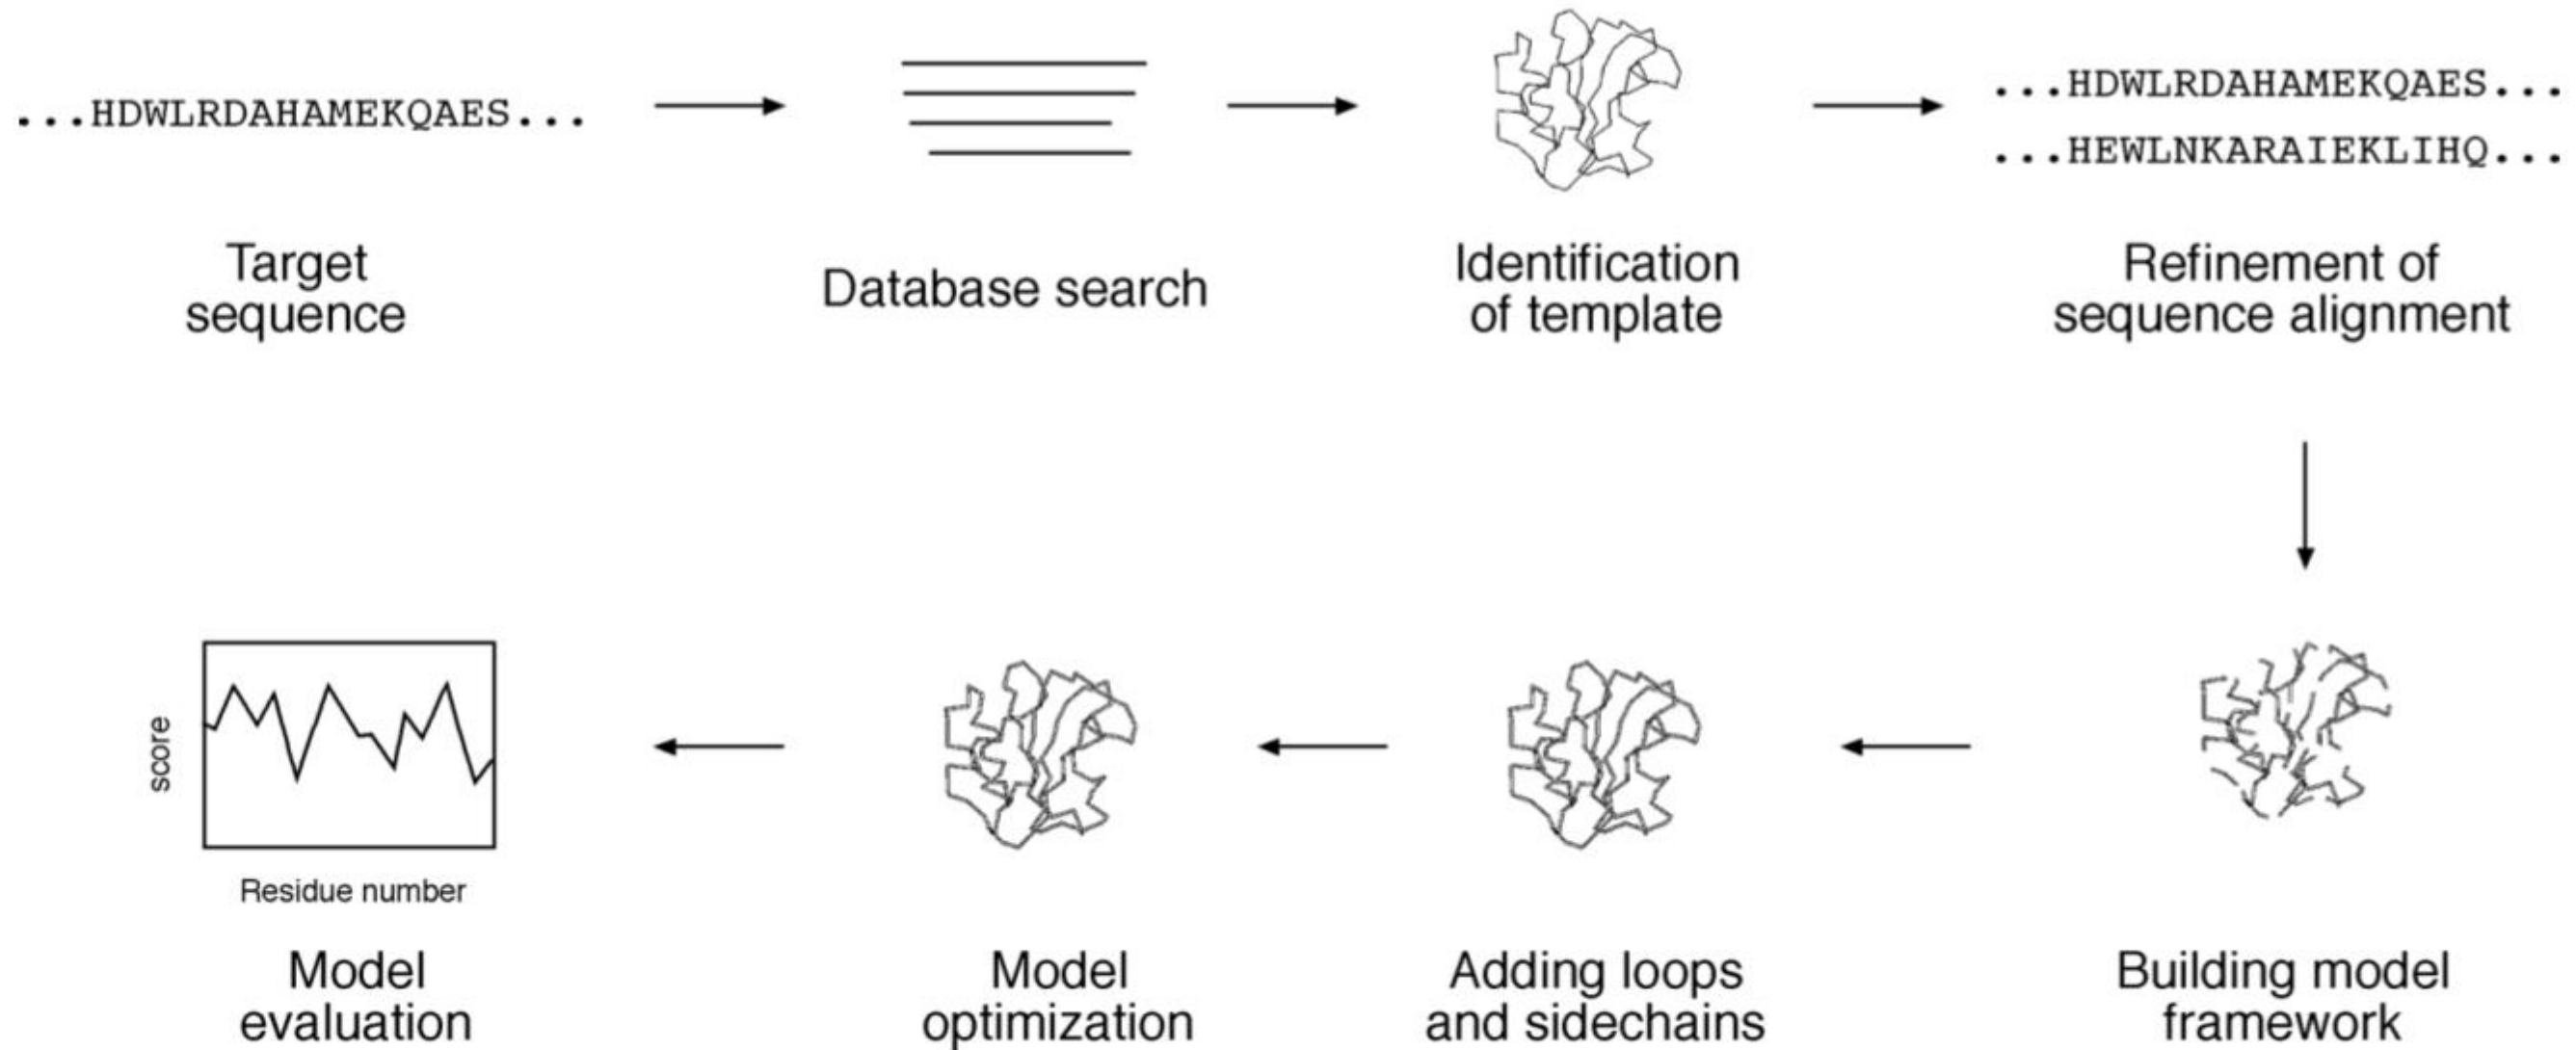 ...HDWLRDAHAMEKQAES...
Target
sequence
Database search
Identification
of template
...HDWLRDAHAMEKQAES...
...HEWLNKARAIEKLIHQ...
Refinement of
sequence alignment
Building model
framework
Adding loops
and sidechains
Model
optimization
score
Residue number
Model
evaluation